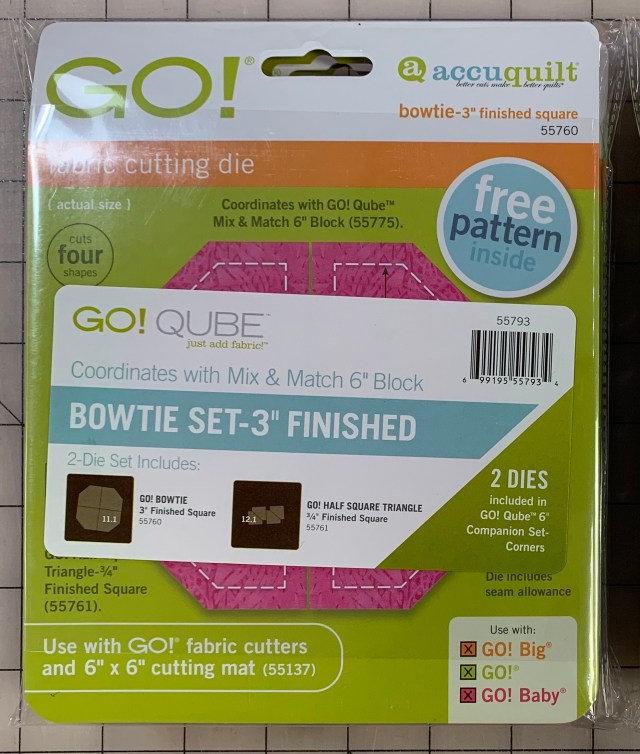 GO!®
accuquilt®
better cuts make better quilts®
bowtie-3" finished square
55760
fabric cutting die
( actual size )
Coordinates with GO! Qube™
Mix & Match 6" Block (55775).
cuts
four
shapes
free
pattern
inside
GO! QUBE™
just add fabric!™
55793
6 99195 55793 4
Coordinates with Mix & Match 6" Block
BOWTIE SET-3" FINISHED
2-Die Set Includes:
11.1
GO! BOWTIE
3" Finished Square
55760
12.1
GO! HALF SQUARE TRIANGLE
¾" Finished Square
55761
2 DIES
included in
GO! Qube™ 6"
Companion Set-
Corners
Triangle-¾"
Finished Square
(55761).
Die includes
seam allowance
Use with GO!® fabric cutters
and 6" x 6" cutting mat (55137)
Use with:
X GO! Big®
X GO!®
X GO! Baby®